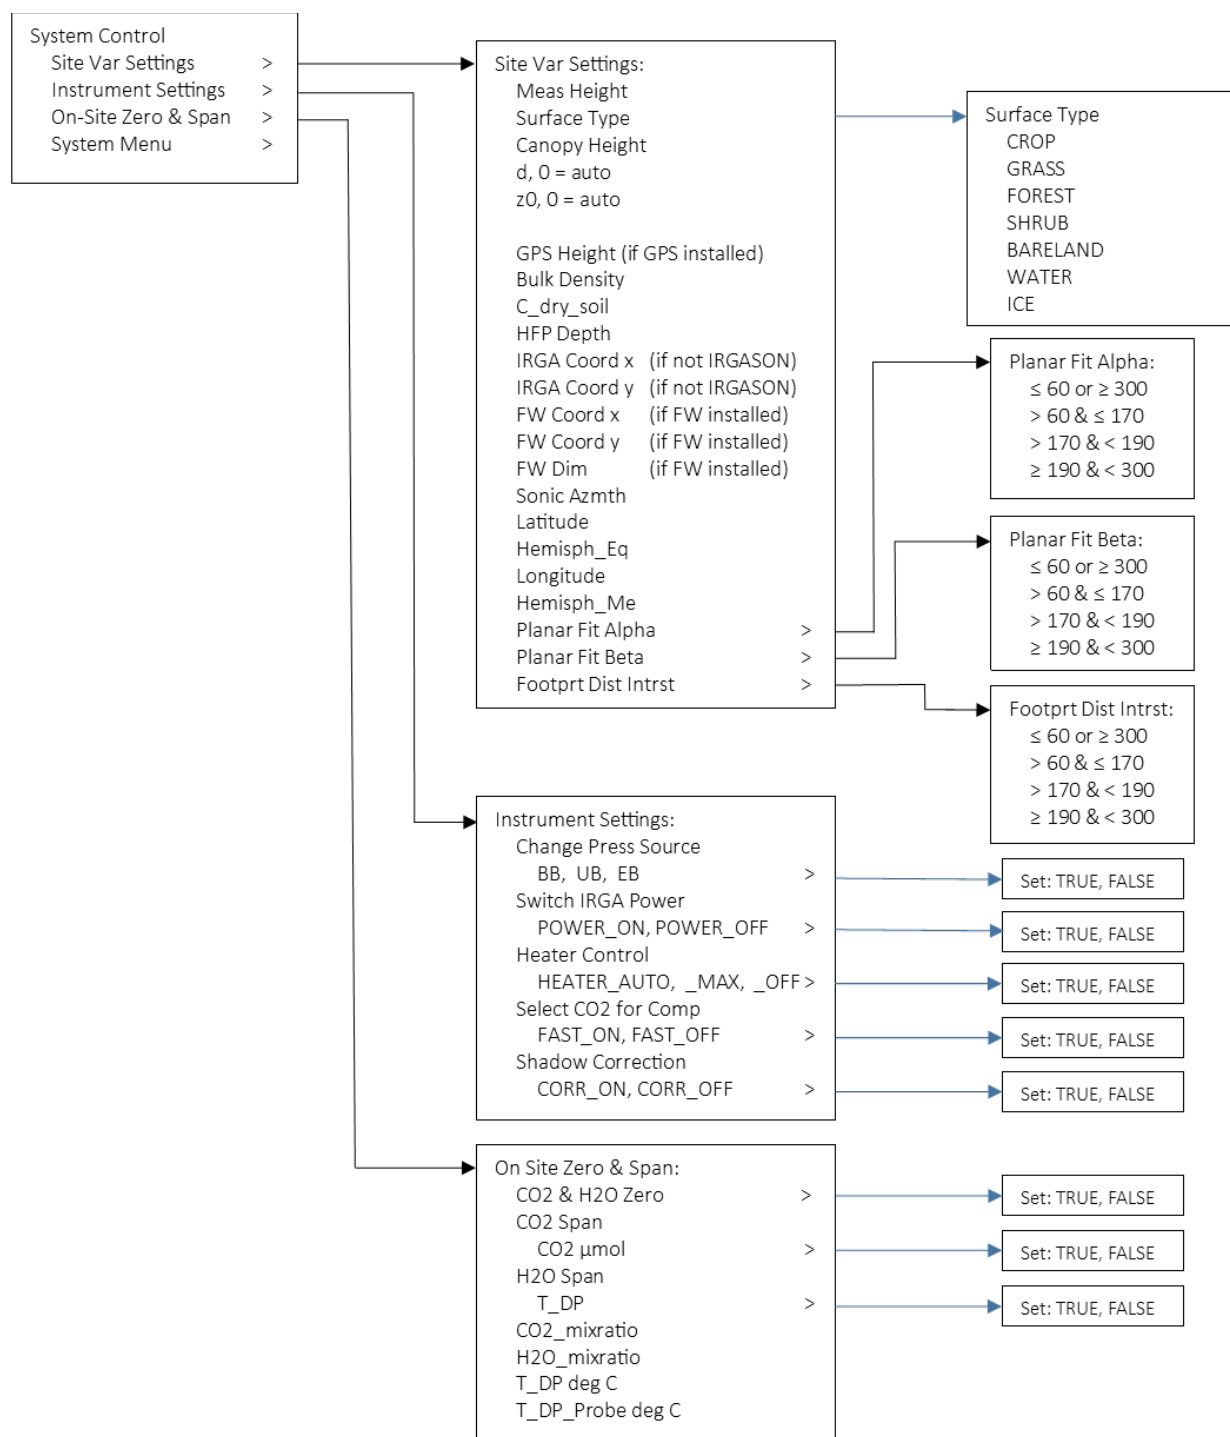 System Control
Site Var Settings >
Instrument Settings >
On-Site Zero & Span >
System Menu >
Site Var Settings:
Meas Height
Surface Type
Canopy Height
d, 0 = auto
z0, 0 = auto
GPS Height (if GPS installed)
Bulk Density
C_dry_soil
HFP Depth
IRGA Coord x (if not IRGASON)
IRGA Coord y (if not IRGASON)
FW Coord x (if FW installed)
FW Coord y (if FW installed)
FW Dim (if FW installed)
Sonic Azmth
Latitude
Hemisph_Eq
Longitude
Hemisph_Me
Planar Fit Alpha >
Planar Fit Beta >
Footprt Dist Intrst >
Surface Type
CROP
GRASS
FOREST
SHRUB
BARELAND
WATER
ICE
Planar Fit Alpha:
≤ 60 or ≥ 300
> 60 & ≤ 170
> 170 & < 190
≥ 190 & < 300
Planar Fit Beta:
≤ 60 or ≥ 300
> 60 & ≤ 170
> 170 & < 190
≥ 190 & < 300
Footprt Dist Intrst:
≤ 60 or ≥ 300
> 60 & ≤ 170
> 170 & < 190
≥ 190 & < 300
Instrument Settings:
Change Press Source
BB, UB, EB >
Set: TRUE, FALSE
Switch IRGA Power
POWER_ON, POWER_OFF >
Set: TRUE, FALSE
Heater Control
HEATER_AUTO, _MAX, _OFF >
Set: TRUE, FALSE
Select CO2 for Comp
FAST_ON, FAST_OFF >
Set: TRUE, FALSE
Shadow Correction
CORR_ON, CORR_OFF >
Set: TRUE, FALSE
On Site Zero & Span:
CO2 & H2O Zero >
Set: TRUE, FALSE
CO2 Span
CO2 µmol >
Set: TRUE, FALSE
H2O Span
T_DP >
Set: TRUE, FALSE
CO2_mixratio
H2O_mixratio
T_DP deg C
T_DP_Probe deg C